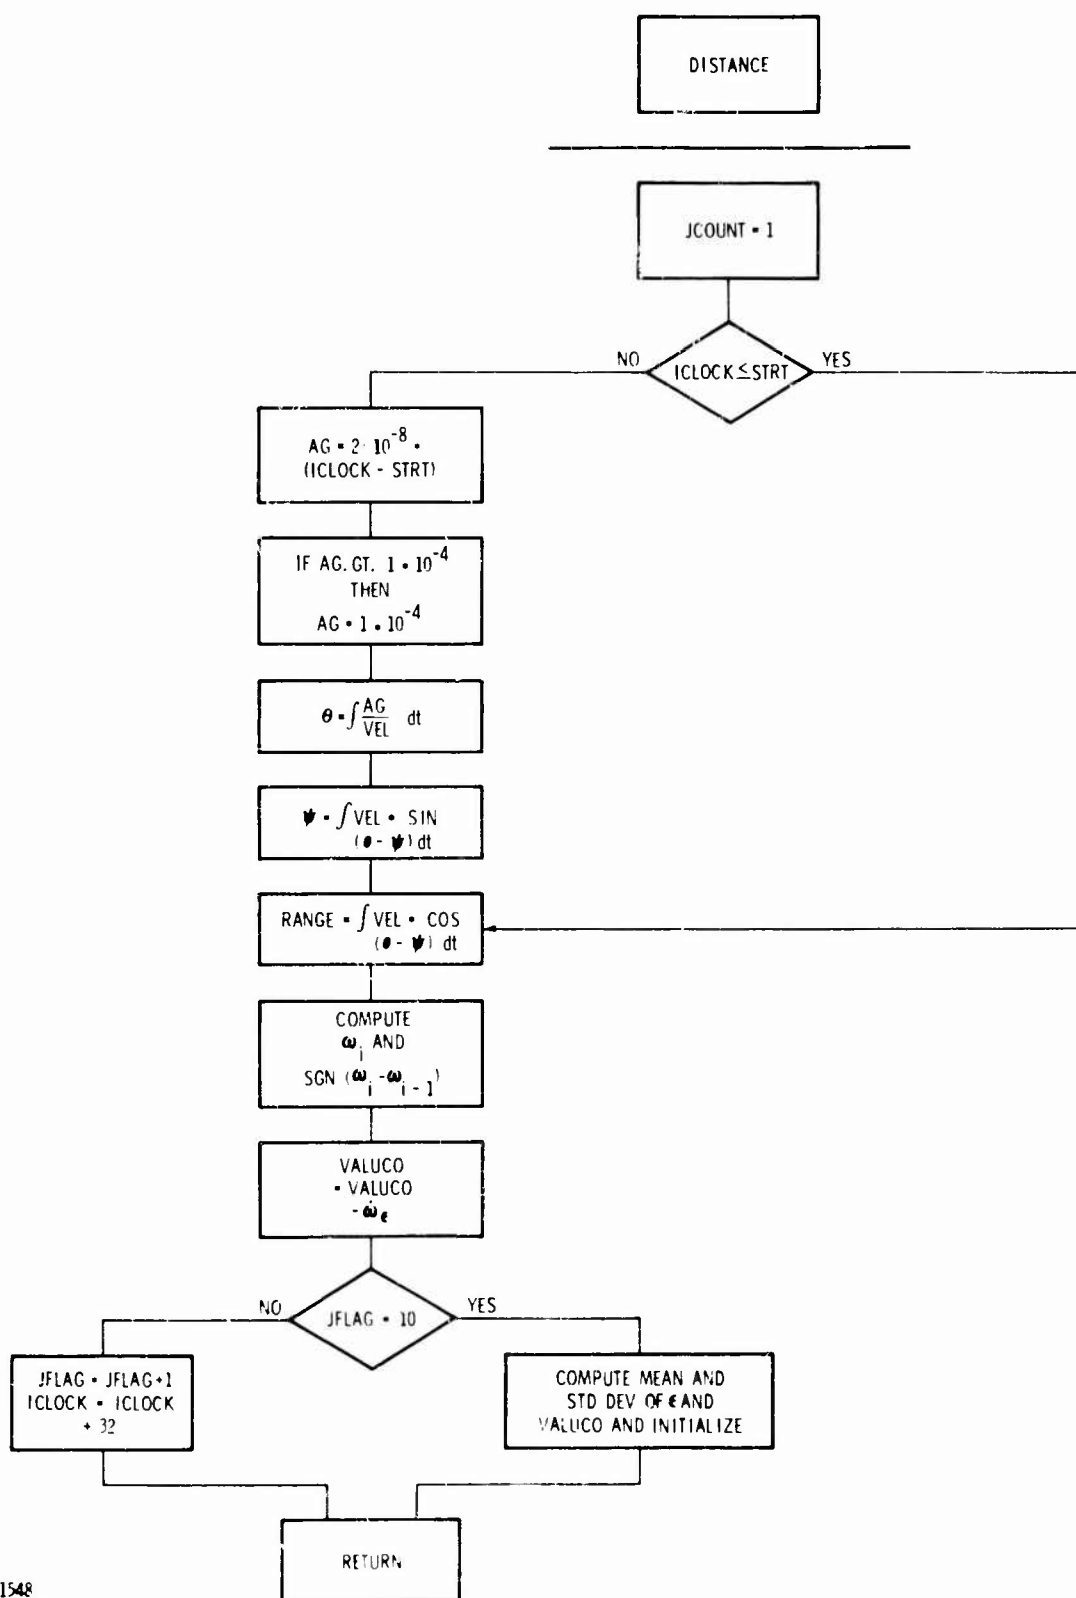 DISTANCE
JCOUNT = 1
NO
ICLOCK ≤ STRT
YES
AG = 2 · 10^-8 •
(ICLOCK - STRT)
IF AG.GT. 1 • 10^-4
THEN
AG = 1 • 10^-4
θ = ∫ AG/VEL dt
ψ = ∫ VEL • SIN
(θ - ψ) dt
RANGE = ∫ VEL • COS
(θ - ψ) dt
COMPUTE
ω_i AND
SGN (ω_i - ω_i - 1)
VALUCO
= VALUCO
- ω̇_ε
NO
JFLAG = 10
YES
JFLAG = JFLAG+1
ICLOCK = ICLOCK
+ 32
COMPUTE MEAN AND
STD DEV OF ε AND
VALUCO AND INITIALIZE
RETURN
1548